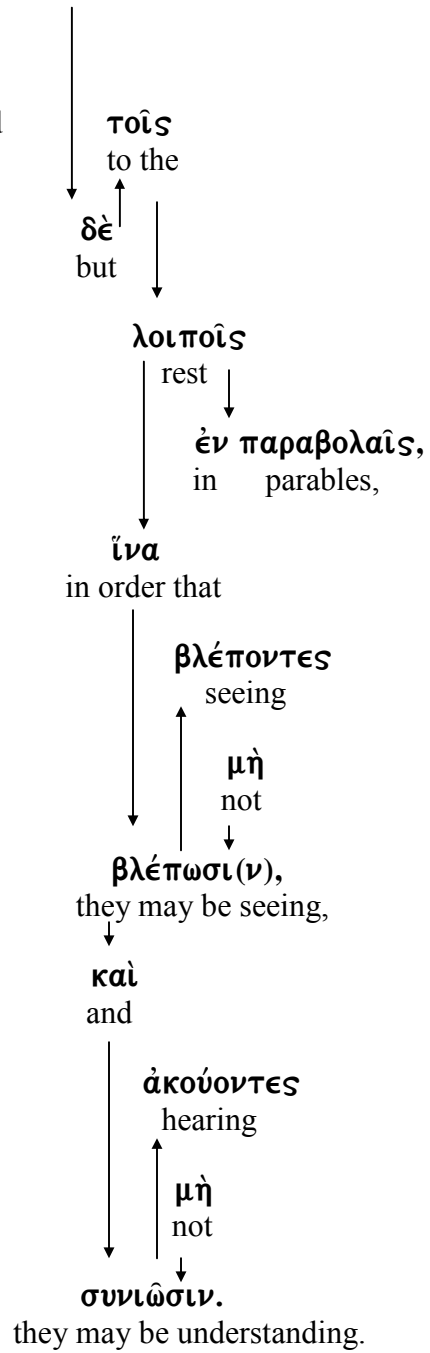 τοῖς
to the
δὲ
but
λοιποῖς
rest
ἐν παραβολαῖς,
in parables,
ἵνα
in order that
βλέποντες
seeing
μὴ
not
βλέπωσι(ν),
they may be seeing,
καὶ
and
ἀκούοντες
hearing
μὴ
not
συνιῶσιν.
they may be understanding.